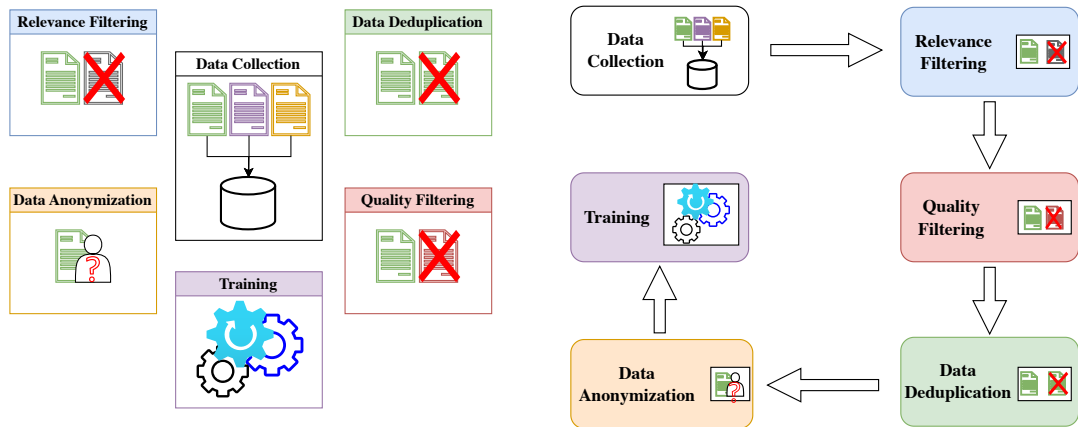 Relevance Filtering
Data Deduplication
Data Collection
Data Anonymization
Quality Filtering
Training
Data
Collection
Relevance
Filtering
Training
Quality
Filtering
Data
Anonymization
Data
Deduplication
?
?